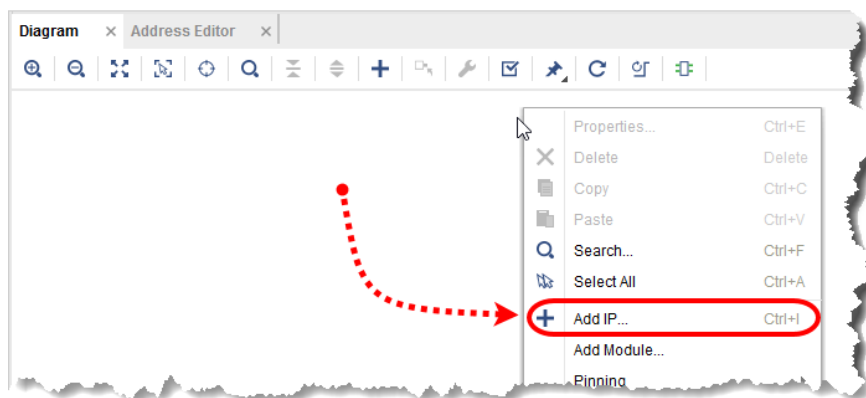 Diagram × Address Editor ×
Properties... Ctrl+E
Delete Delete
Copy Ctrl+C
Paste Ctrl+V
Search... Ctrl+F
Select All Ctrl+A
Add IP... Ctrl+I
Add Module...
Pinning